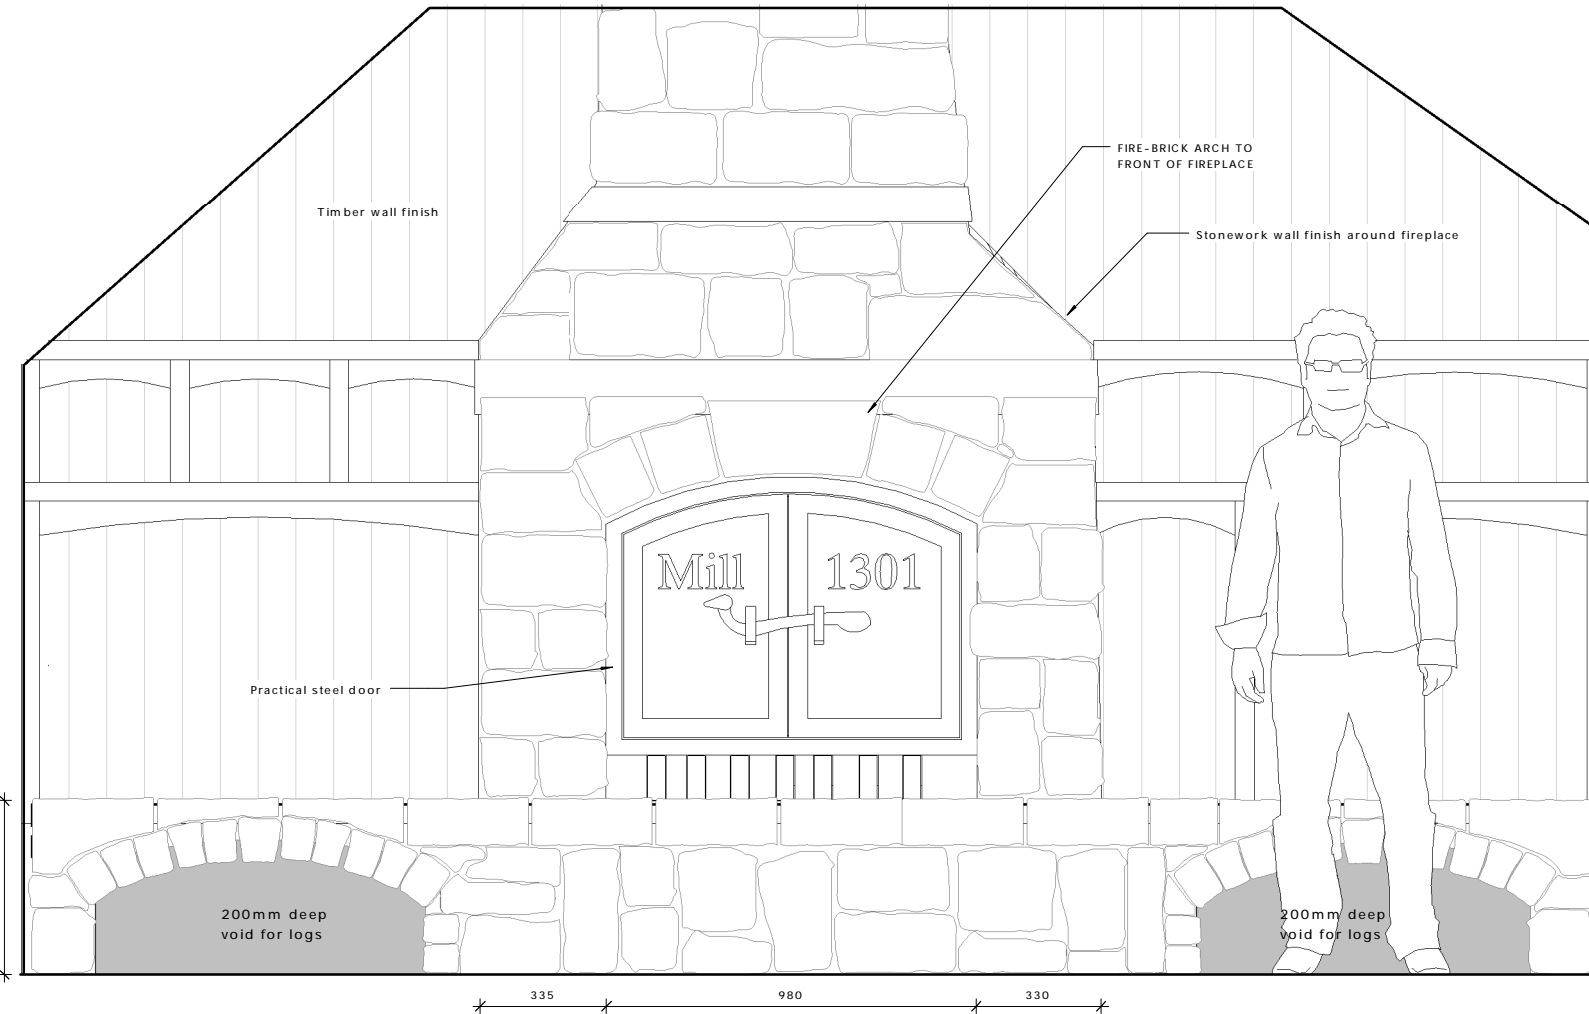 FIRE-BRICK ARCH TO
FRONT OF FIREPLACE
Timber wall finish
Stonework wall finish around fireplace
Mill 1301
Practical steel door
200mm deep
void for logs
200mm deep
void for logs
335
980
330